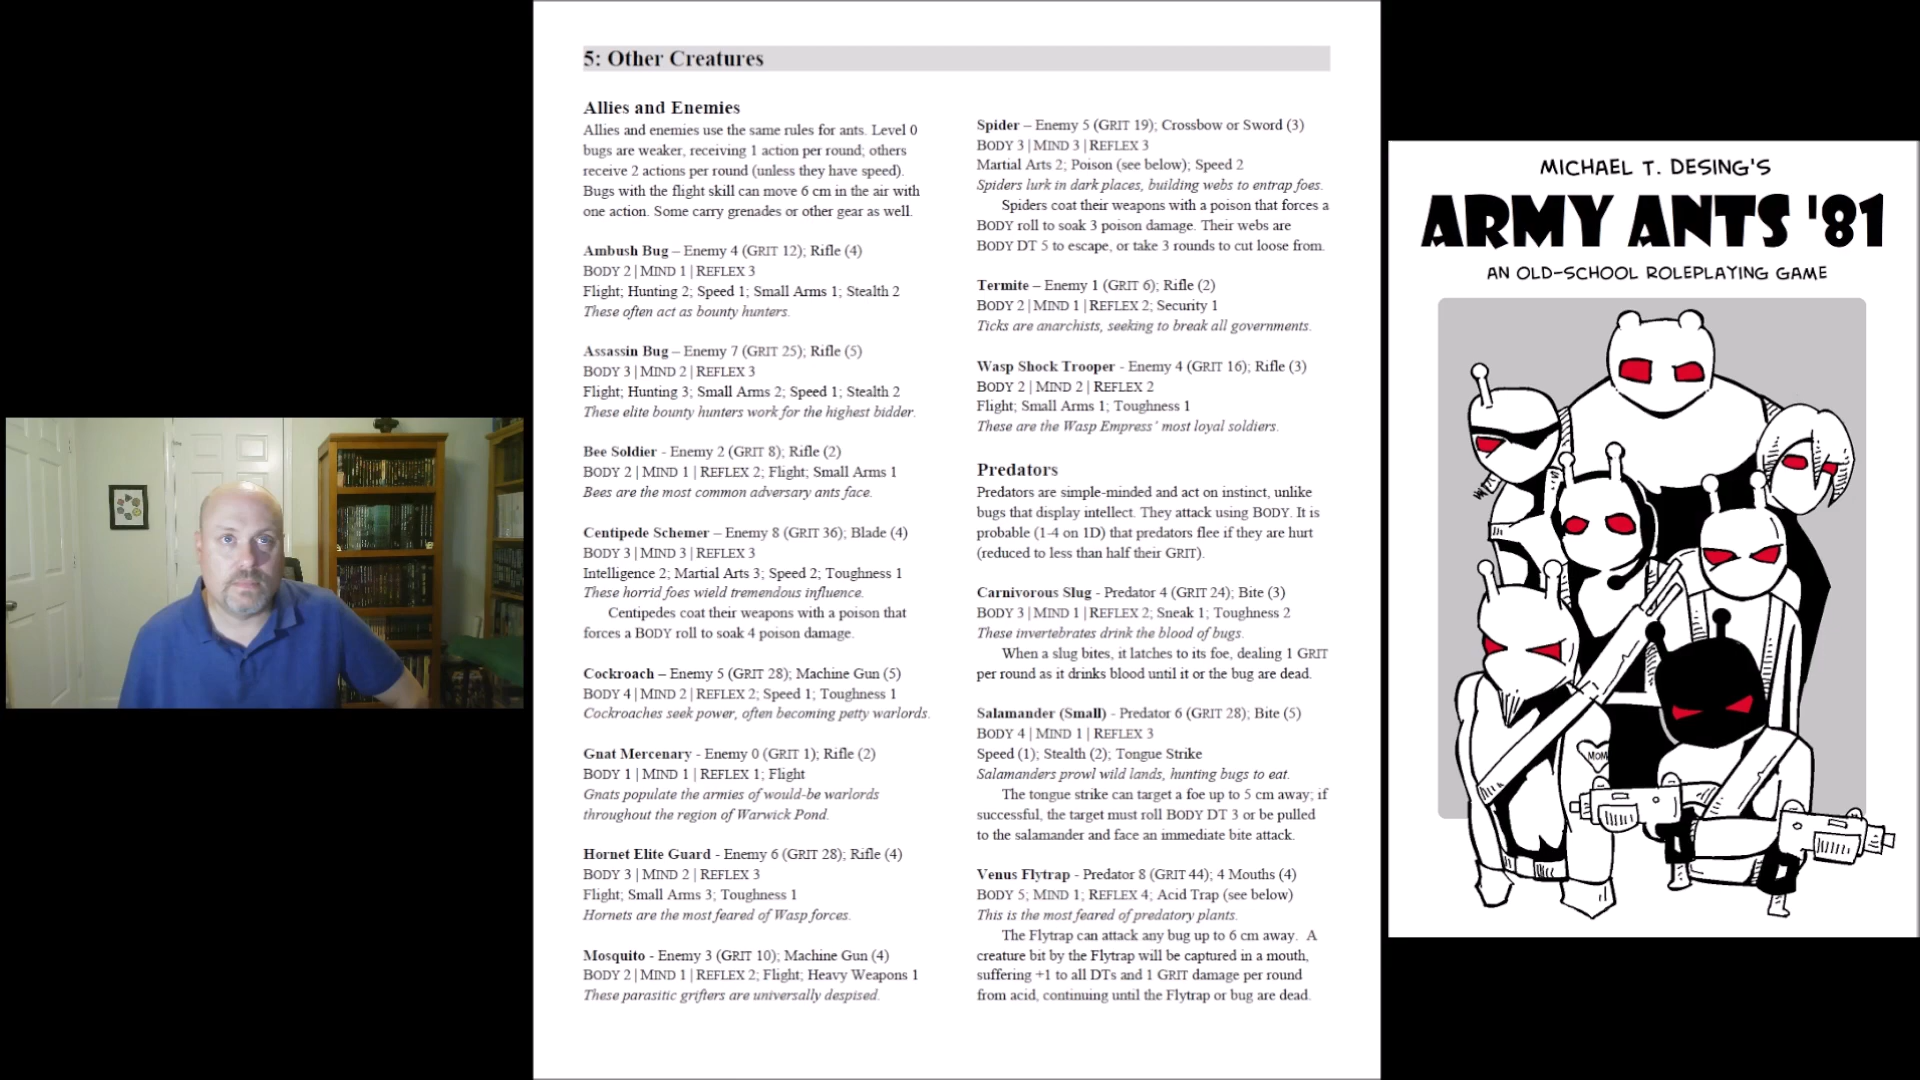 5: Other Creatures
Allies and Enemies
Allies and enemies use the same rules for ants. Level 0
bugs are weaker, receiving 1 action per round; others
receive 2 actions per round (unless they have speed).
Bugs with the flight skill can move 6 cm in the air with
one action. Some carry grenades or other gear as well.
Ambush Bug – Enemy 4 (GRIT 12); Rifle (4)
BODY 2 | MIND 1 | REFLEX 3
Flight; Hunting 2; Speed 1; Small Arms 1; Stealth 2
These often act as bounty hunters.
Assassin Bug – Enemy 7 (GRIT 25); Rifle (5)
BODY 3 | MIND 2 | REFLEX 3
Flight; Hunting 3; Small Arms 2; Speed 1; Stealth 2
These elite bounty hunters work for the highest bidder.
Bee Soldier - Enemy 2 (GRIT 8); Rifle (2)
BODY 2 | MIND 1 | REFLEX 2; Flight; Small Arms 1
Bees are the most common adversary ants face.
Centipede Schemer – Enemy 8 (GRIT 36); Blade (4)
BODY 3 | MIND 3 | REFLEX 3
Intelligence 2; Martial Arts 3; Speed 2; Toughness 1
These horrid foes wield tremendous influence.
Centipedes coat their weapons with a poison that
forces a BODY roll to soak 4 poison damage.
Cockroach – Enemy 5 (GRIT 28); Machine Gun (5)
BODY 4 | MIND 2 | REFLEX 2; Speed 1; Toughness 1
Cockroaches seek power, often becoming petty warlords.
Gnat Mercenary - Enemy 0 (GRIT 1); Rifle (2)
BODY 1 | MIND 1 | REFLEX 1; Flight
Gnats populate the armies of would-be warlords
throughout the region of Warwick Pond.
Hornet Elite Guard - Enemy 6 (GRIT 28); Rifle (4)
BODY 3 | MIND 2 | REFLEX 3
Flight; Small Arms 3; Toughness 1
Hornets are the most feared of Wasp forces.
Mosquito - Enemy 3 (GRIT 10); Machine Gun (4)
BODY 2 | MIND 1 | REFLEX 2; Flight; Heavy Weapons 1
These parasitic grifters are universally despised.
Spider – Enemy 5 (GRIT 19); Crossbow or Sword (3)
BODY 3 | MIND 3 | REFLEX 3
Martial Arts 2; Poison (see below); Speed 2
Spiders lurk in dark places, building webs to entrap foes.
Spiders coat their weapons with a poison that forces a
BODY roll to soak 3 poison damage. Their webs are
BODY DT 5 to escape, or take 3 rounds to cut loose from.
Termite – Enemy 1 (GRIT 6); Rifle (2)
BODY 2 | MIND 1 | REFLEX 2; Security 1
Ticks are anarchists, seeking to break all governments.
Wasp Shock Trooper - Enemy 4 (GRIT 16); Rifle (3)
BODY 2 | MIND 2 | REFLEX 2
Flight; Small Arms 1; Toughness 1
These are the Wasp Empress' most loyal soldiers.
Predators
Predators are simple-minded and act on instinct, unlike
bugs that display intellect. They attack using BODY. It is
probable (1-4 on 1D) that predators flee if they are hurt
(reduced to less than half their GRIT).
Carnivorous Slug - Predator 4 (GRIT 24); Bite (3)
BODY 3 | MIND 1 | REFLEX 2; Sneak 1; Toughness 2
These invertebrates drink the blood of bugs.
When a slug bites, it latches to its foe, dealing 1 GRIT
per round as it drinks blood until it or the bug are dead.
Salamander (Small) - Predator 6 (GRIT 28); Bite (5)
BODY 4 | MIND 1 | REFLEX 3
Speed (1); Stealth (2); Tongue Strike
Salamanders prowl wild lands, hunting bugs to eat.
The tongue strike can target a foe up to 5 cm away; if
successful, the target must roll BODY DT 3 or be pulled
to the salamander and face an immediate bite attack.
Venus Flytrap - Predator 8 (GRIT 44); 4 Mouths (4)
BODY 5; MIND 1; REFLEX 4; Acid Trap (see below)
This is the most feared of predatory plants.
The Flytrap can attack any bug up to 6 cm away. A
creature bit by the Flytrap will be captured in a mouth,
suffering +1 to all DTs and 1 GRIT damage per round
from acid, continuing until the Flytrap or bug are dead.
MICHAEL T. DESING'S
ARMY ANTS '81
AN OLD-SCHOOL ROLEPLAYING GAME
MOM